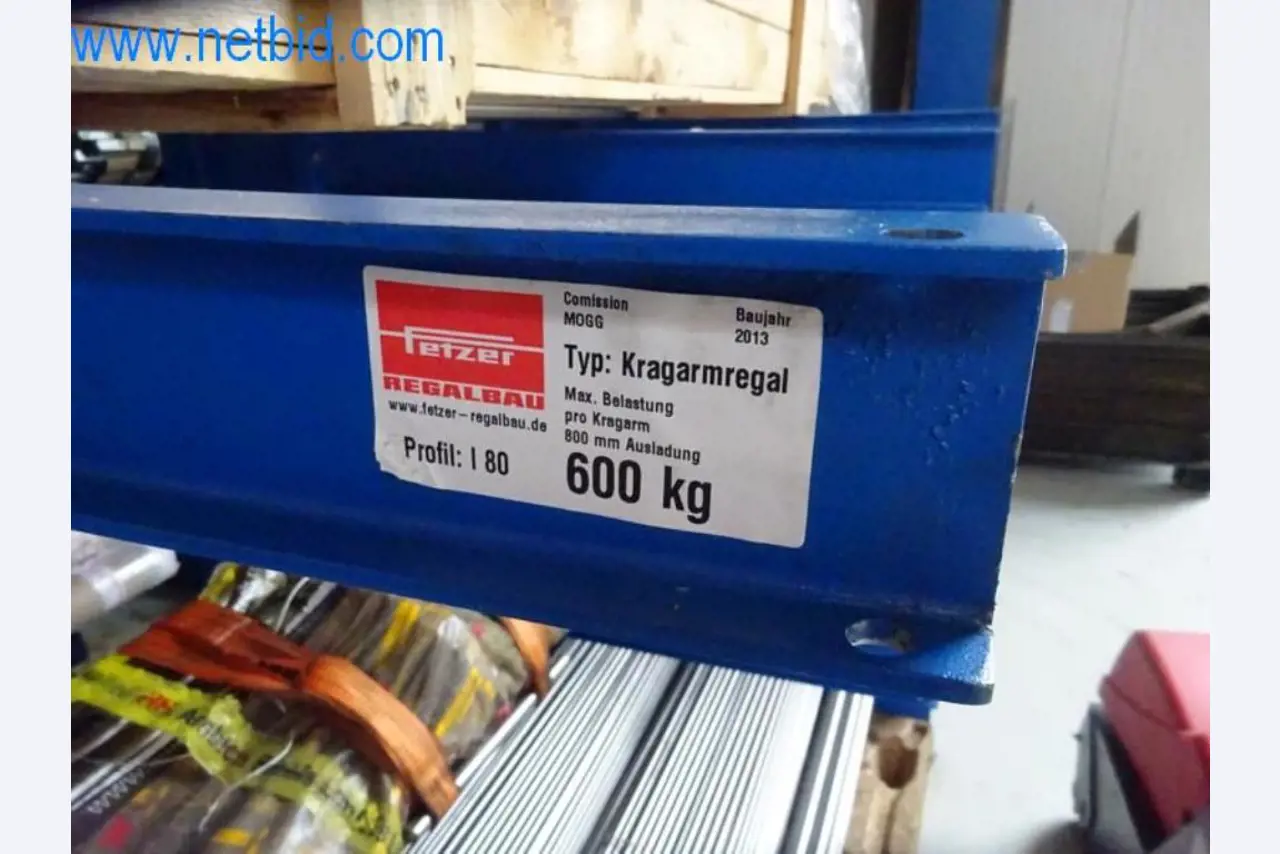 www.netbid.com
Fetzer
REGALBAU
www.fetzer-regalbau.de
Profil: I 80
Comission
MOGG
Baujahr
2013
Typ: Kragarmregal
Max. Belastung
pro Kragarm
800 mm Ausladung
600 kg